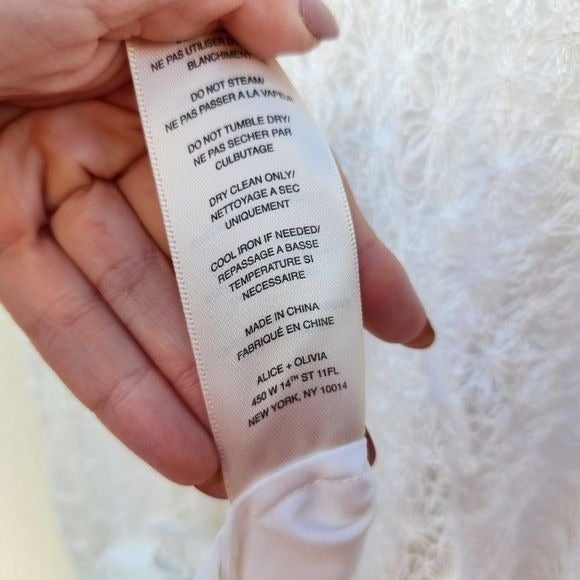 NE PAS UTILISER
BLANCHIMENT
DO NOT STEAM/
NE PAS PASSER A LA VAPEUR
DO NOT TUMBLE DRY/
NE PAS SECHER PAR
CULBUTAGE
DRY CLEAN ONLY/
NETTOYAGE A SEC
UNIQUEMENT
COOL IRON IF NEEDED/
REPASSAGE A BASSE
TEMPERATURE SI
NECESSAIRE
MADE IN CHINA
FABRIQUÉ EN CHINE
ALICE + OLIVIA
450 W 14TH ST 11FL
NEW YORK, NY 10014